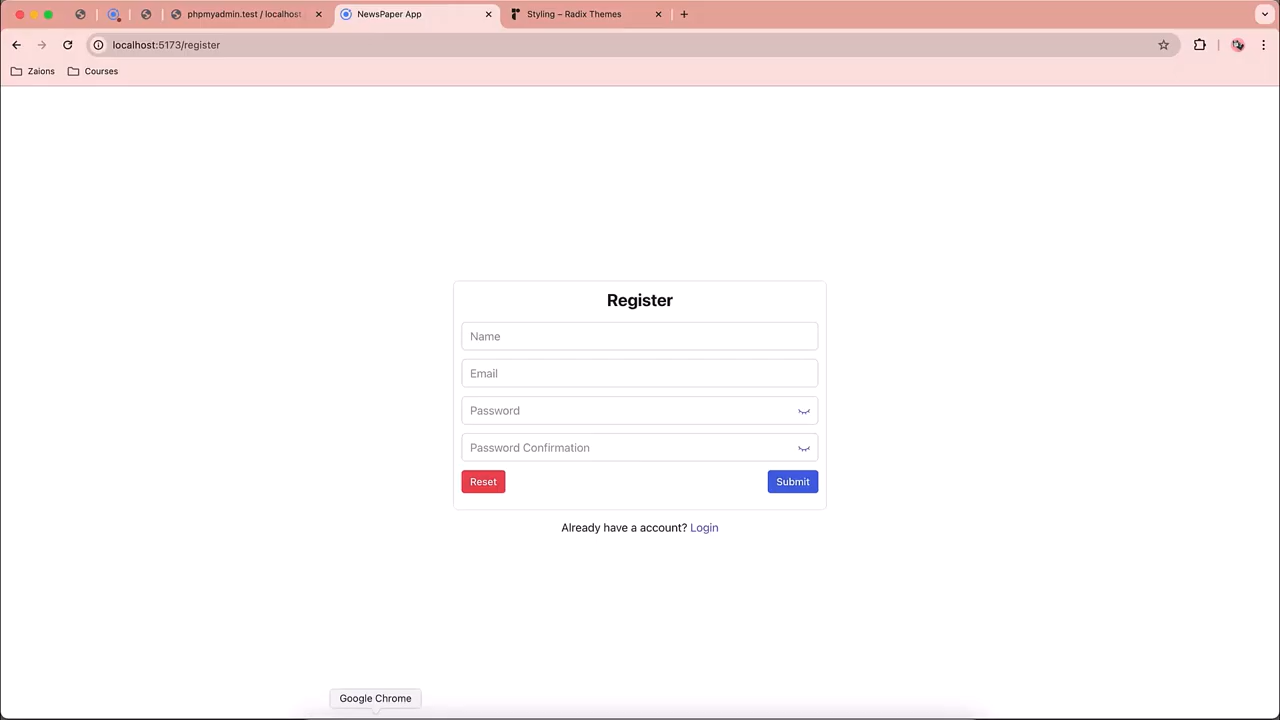 phpmyadmin.test / localhost
NewsPaper App
Styling – Radix Themes
localhost:5173/register
Zaions
Courses
Register
Name
Email
Password
Password Confirmation
Reset
Submit
Already have a account? Login
Google Chrome